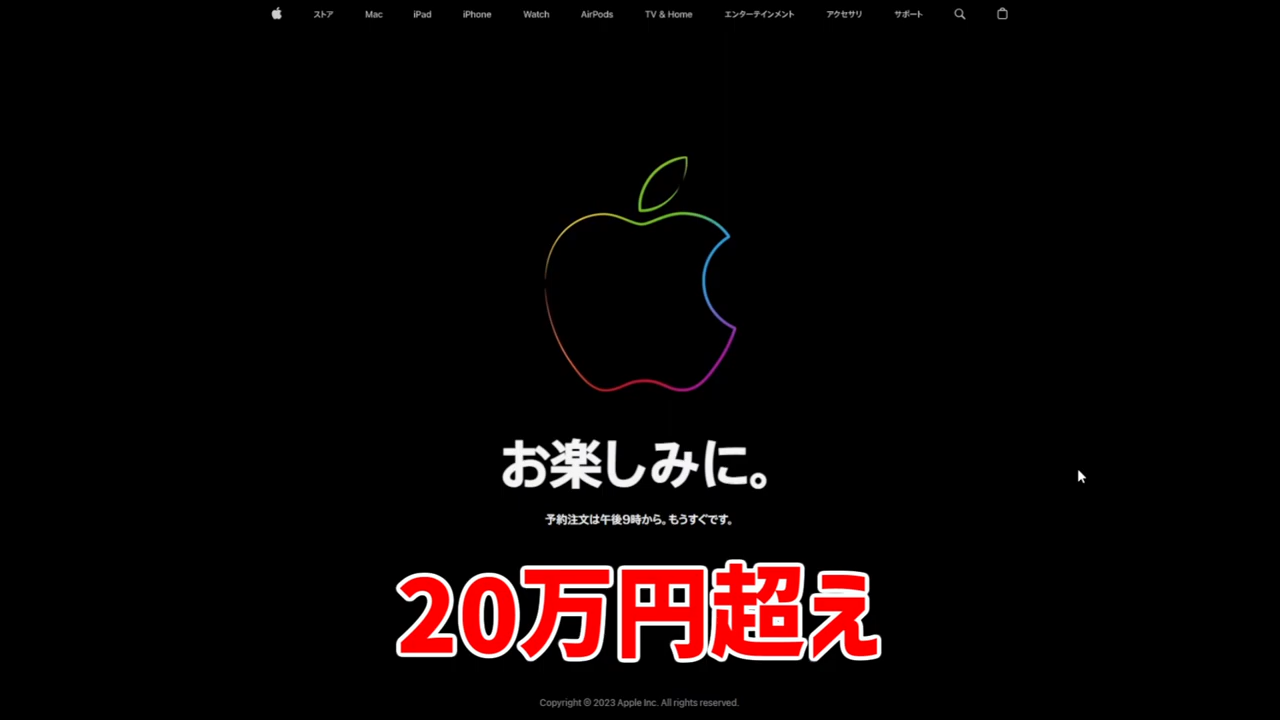 ストア Mac iPad iPhone Watch AirPods TV & Home エンターテインメント アクセサリ サポート
お楽しみに。
予約注文は午後9時から。もうすぐです。
20万円超え
Copyright © 2023 Apple Inc. All rights reserved.